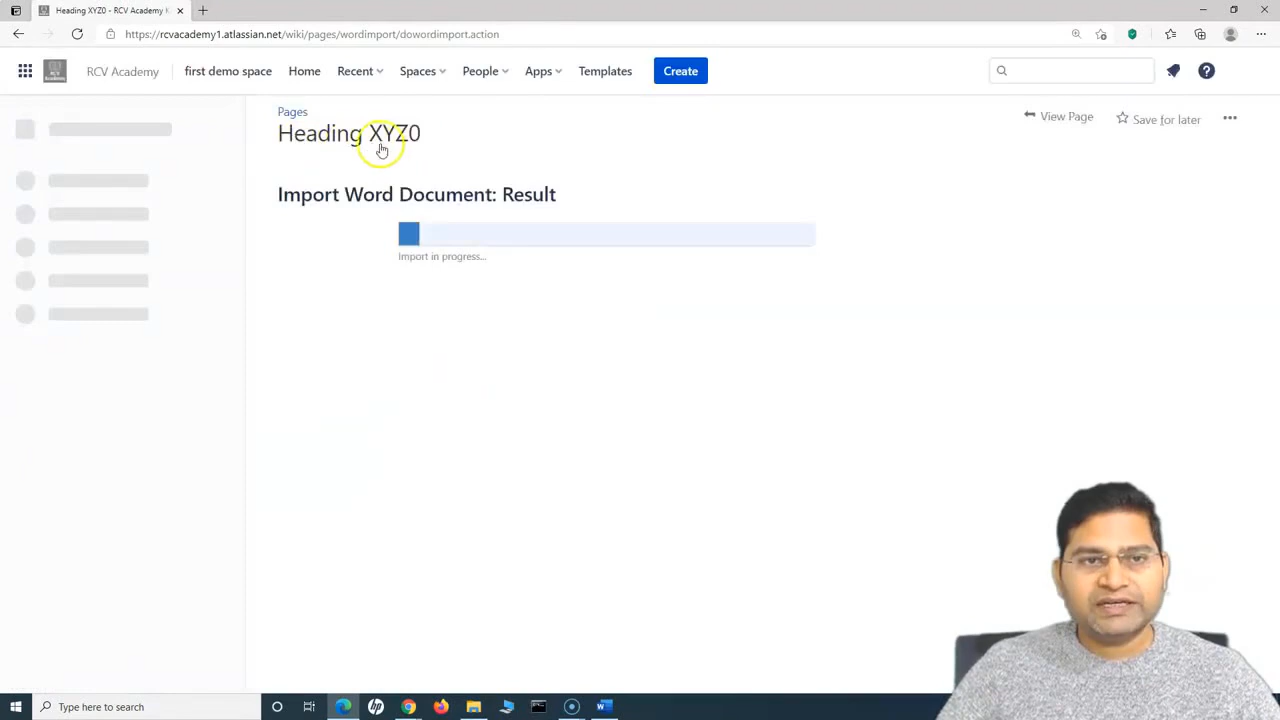 Heading XYZ0 - RCV Academy K
https://rcvacademy1.atlassian.net/wiki/pages/wordimport/dowordimport.action
RCV Academy first demo space Home Recent Spaces People Apps Templates Create
Pages
View Page Save for later
Heading XYZ0
Import Word Document: Result
Import in progress...
Type here to search